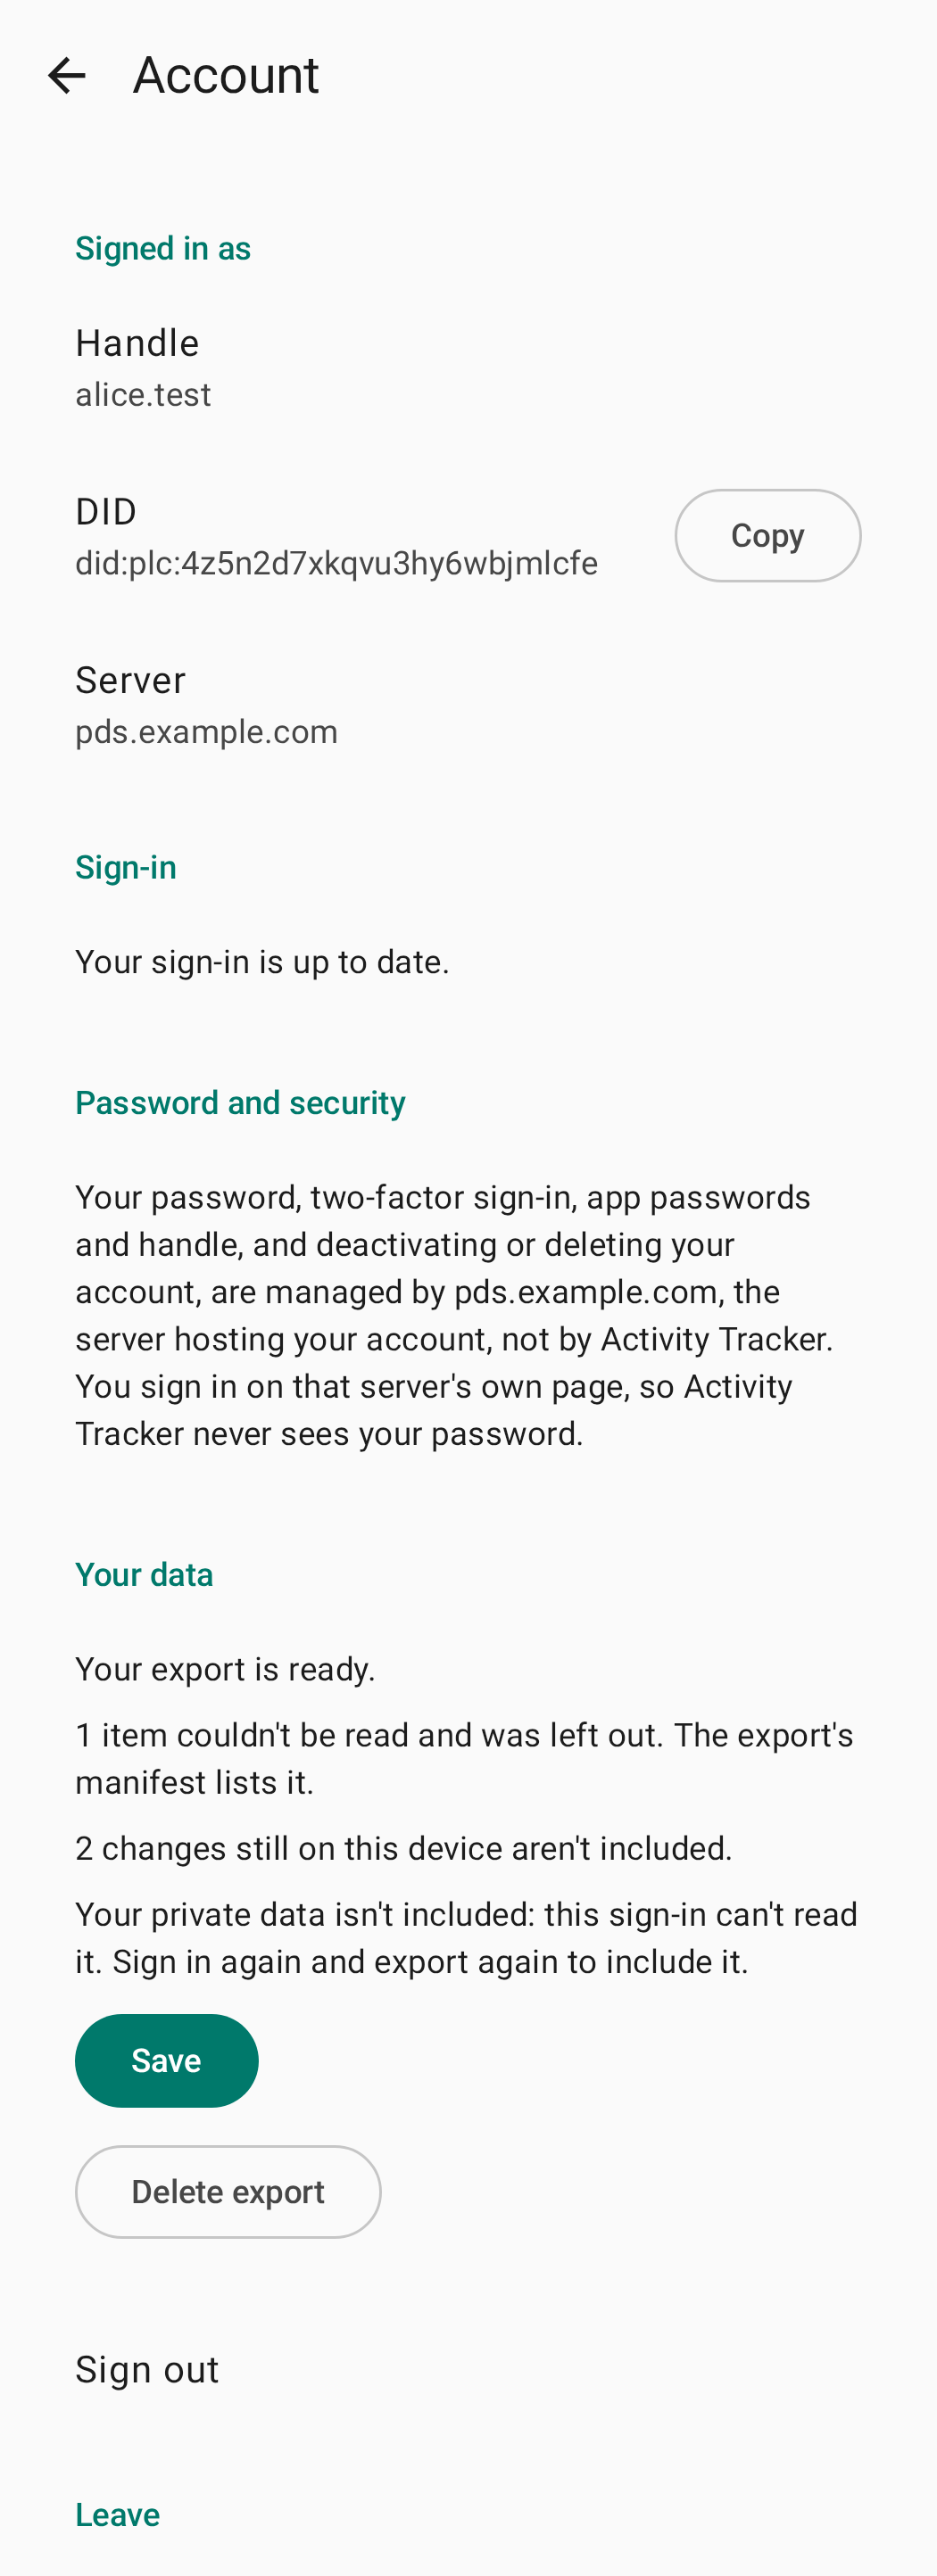 Account
Signed in as
Handle
alice.test
DID
did:plc:4z5n2d7xkqvu3hy6wbjmlcfe
Copy
Server
pds.example.com
Sign-in
Your sign-in is up to date.
Password and security
Your password, two-factor sign-in, app passwords
and handle, and deactivating or deleting your
account, are managed by pds.example.com, the
server hosting your account, not by Activity Tracker.
You sign in on that server's own page, so Activity
Tracker never sees your password.
Your data
Your export is ready.
1 item couldn't be read and was left out. The export's
manifest lists it.
2 changes still on this device aren't included.
Your private data isn't included: this sign-in can't read
it. Sign in again and export again to include it.
Save
Delete export
Sign out
Leave